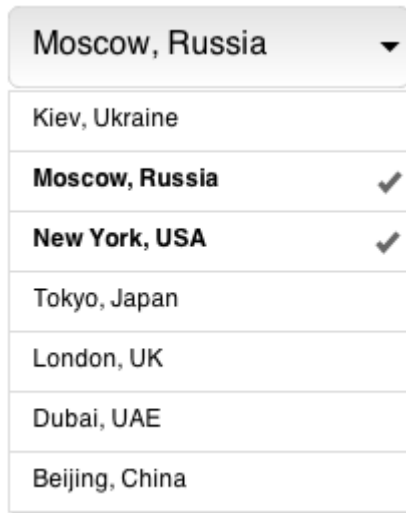 Moscow, Russia
Kiev, Ukraine
Moscow, Russia
New York, USA
Tokyo, Japan
London, UK
Dubai, UAE
Beijing, China